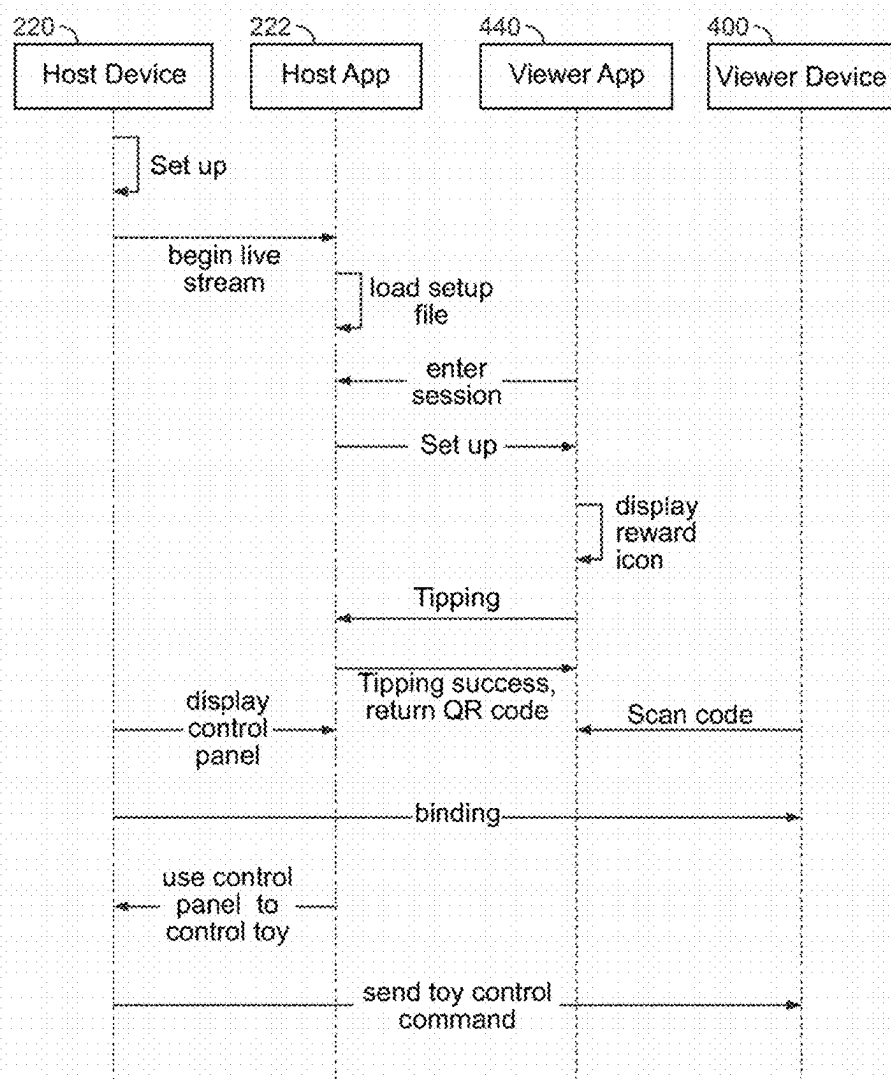 220
222
440
400
Host Device
Host App
Viewer App
Viewer Device
Set up
begin live
stream
load setup
file
enter
session
Set up
display
reward
icon
Tipping
Tipping success,
return QR code
display
control
panel
Scan code
binding
use control
panel to
control toy
send toy control
command